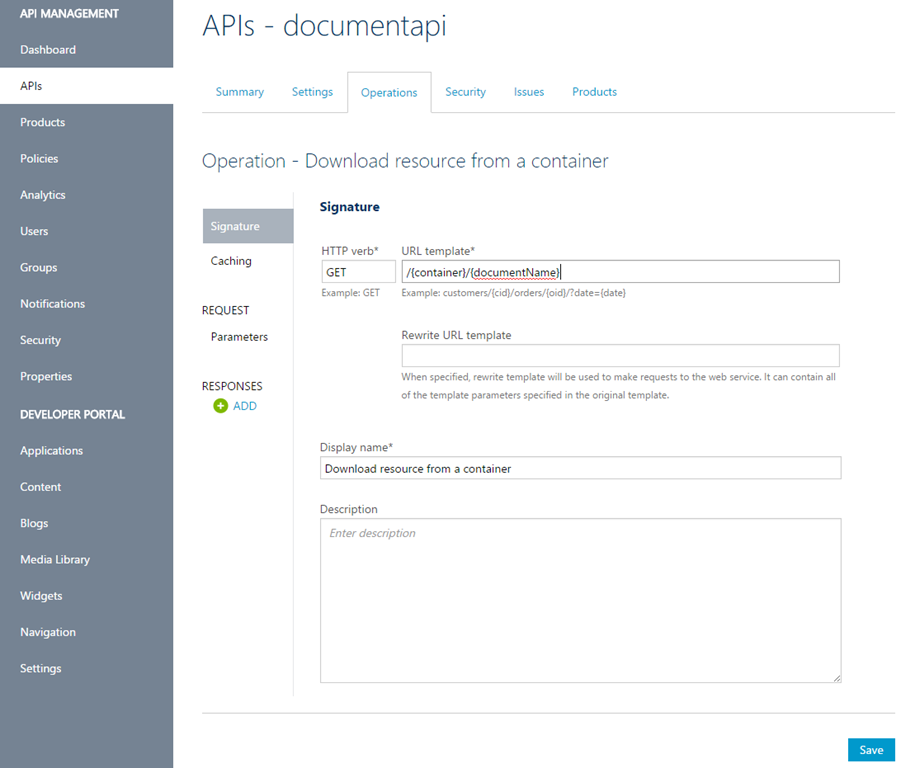 API MANAGEMENT
Dashboard
APIs
Products
Policies
Analytics
Users
Groups
Notifications
Security
Properties
DEVELOPER PORTAL
Applications
Content
Blogs
Media Library
Widgets
Navigation
Settings
APIs - documentapi
Summary Settings Operations Security Issues Products
Operation - Download resource from a container
Signature
Caching
REQUEST
Parameters
RESPONSES
ADD
Signature
HTTP verb* URL template*
GET /{container}/{documentName}
Example: GET Example: customers/{cid}/orders/{oid}/?date={date}
Rewrite URL template
When specified, rewrite template will be used to make requests to the web service. It can contain all
of the template parameters specified in the original template.
Display name*
Download resource from a container
Description
Enter description
Save